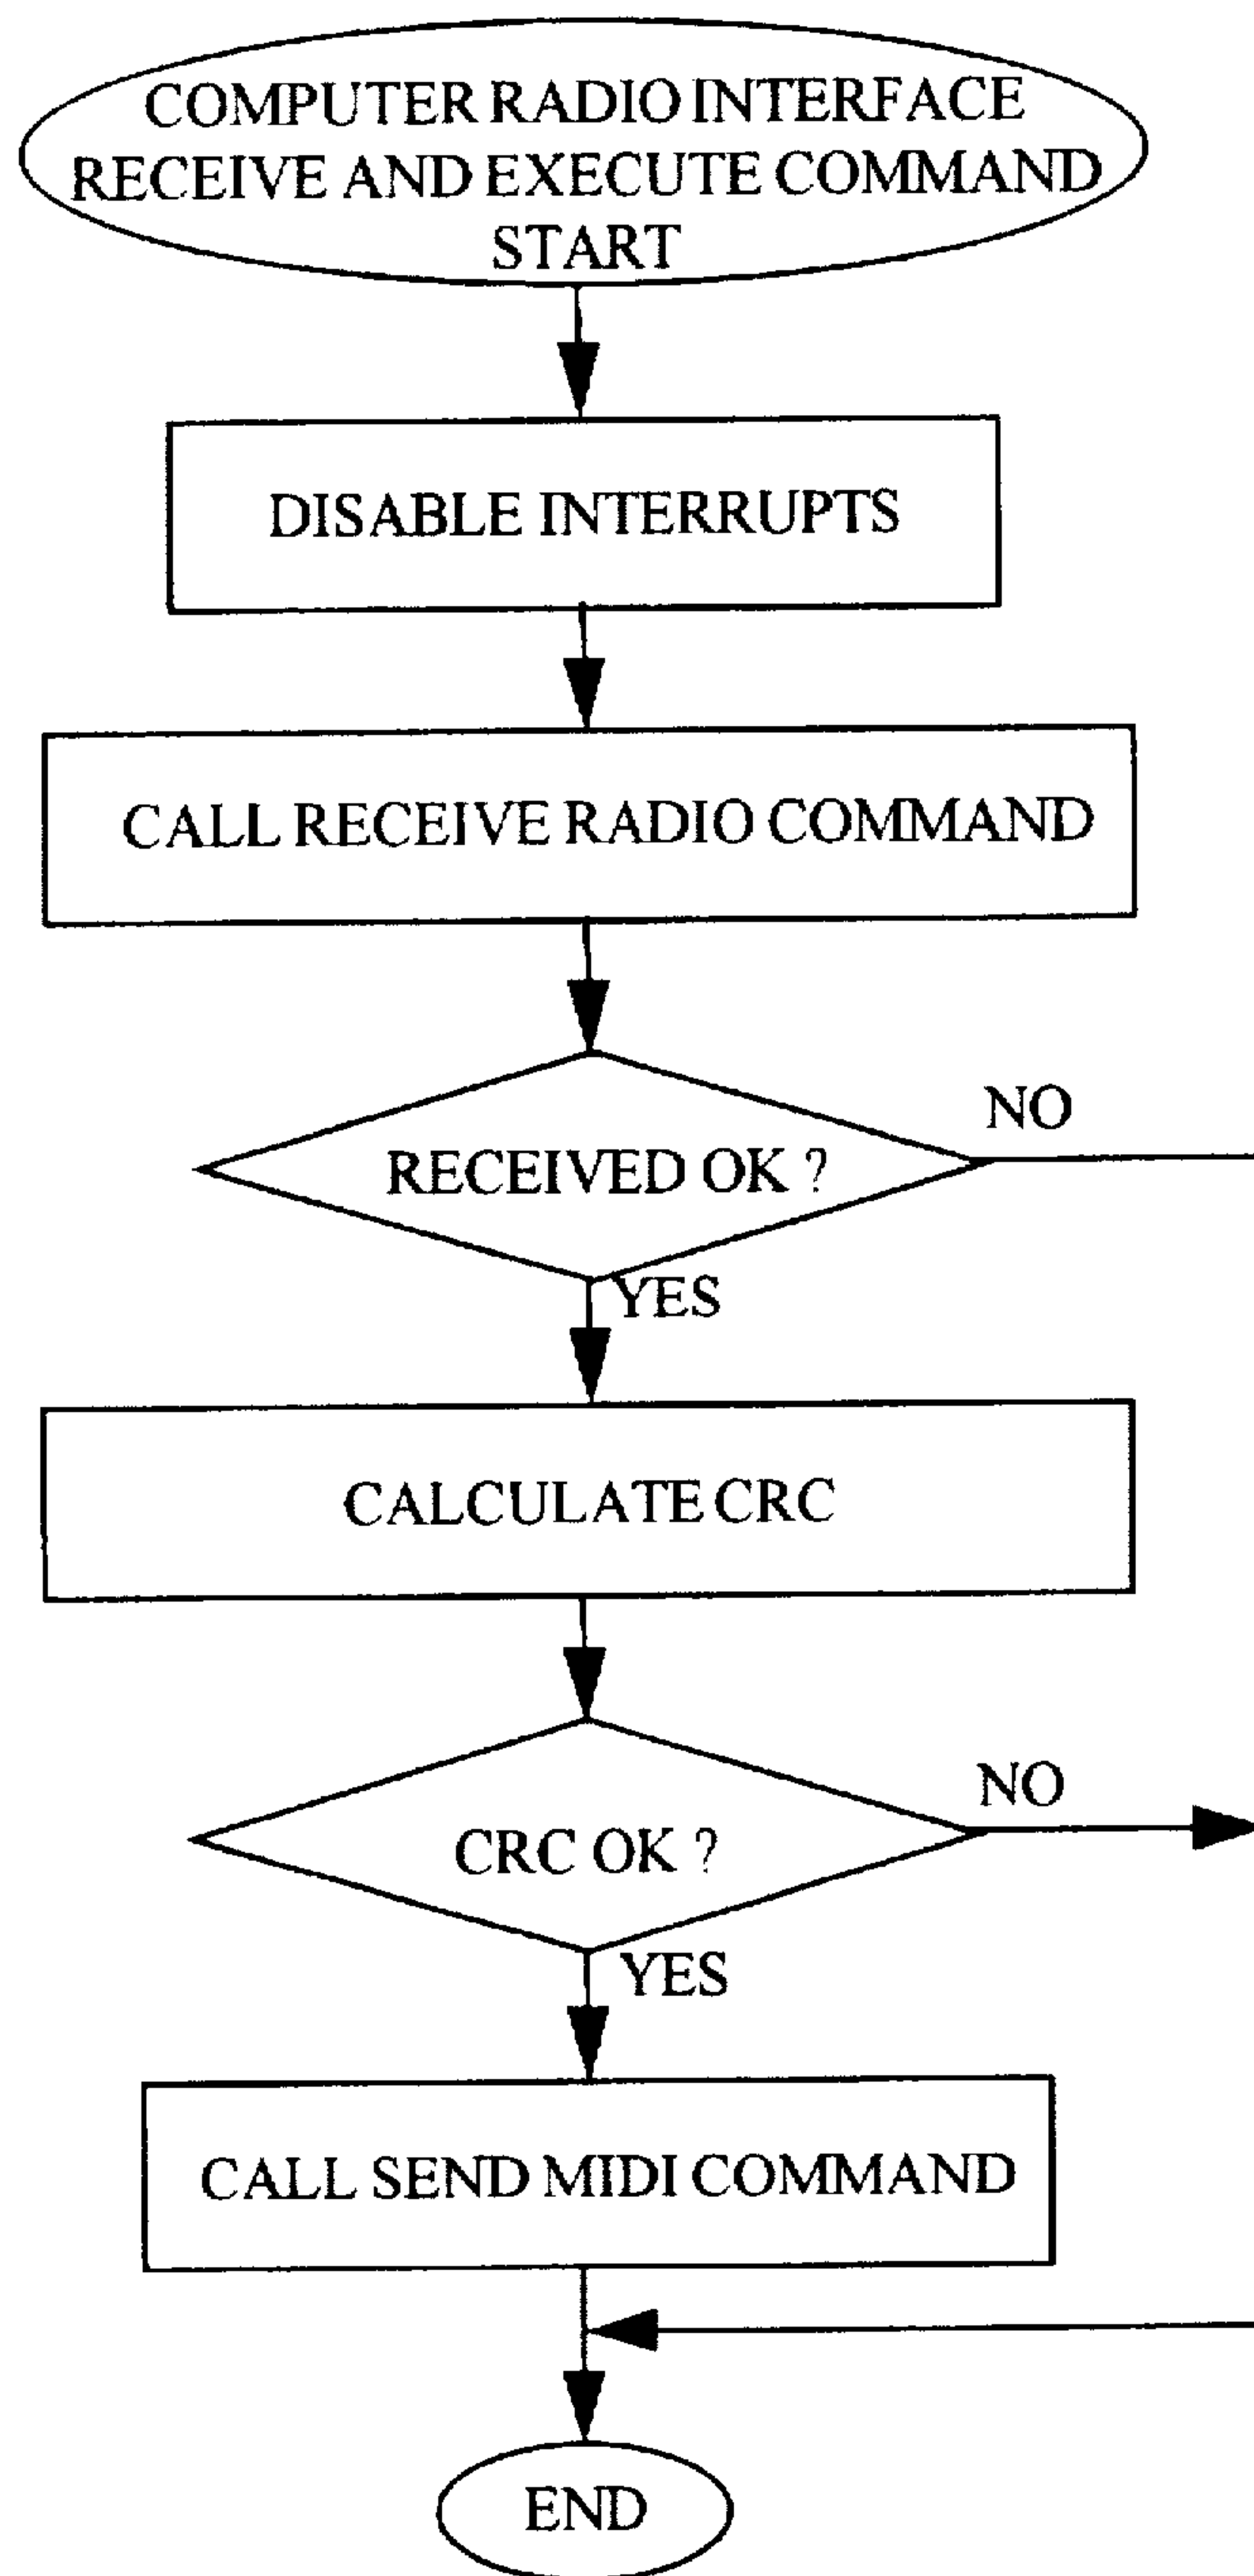 COMPUTER RADIO INTERFACE
RECEIVE AND EXECUTE COMMAND
START
DISABLE INTERRUPTS
CALL RECEIVE RADIO COMMAND
RECEIVED OK ?
NO
YES
CALCULATE CRC
CRC OK ?
NO
YES
CALL SEND MIDI COMMAND
END